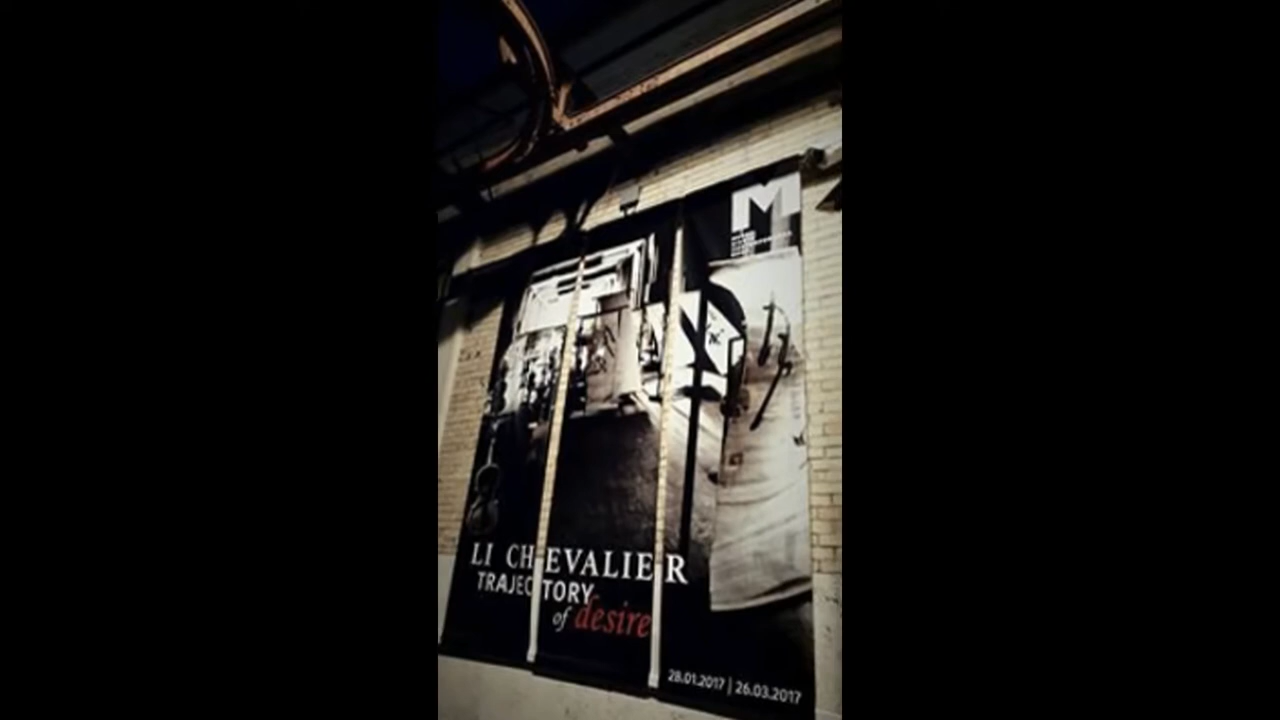 M
LI CHEVALIER
TRAJECTORY
of desire
28.01.2017 | 26.03.2017